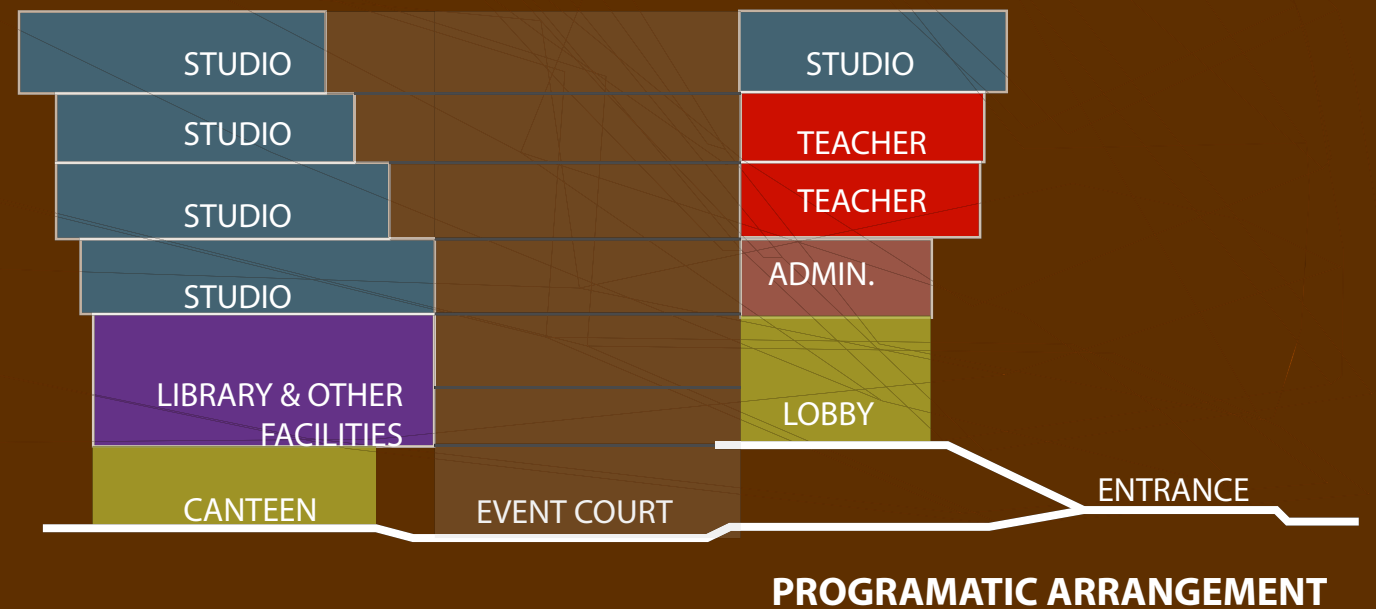 STUDIO
STUDIO
STUDIO
STUDIO
LIBRARY & OTHER
FACILITIES
CANTEEN
EVENT COURT
STUDIO
TEACHER
TEACHER
ADMIN.
LOBBY
ENTRANCE
PROGRAMATIC ARRANGEMENT